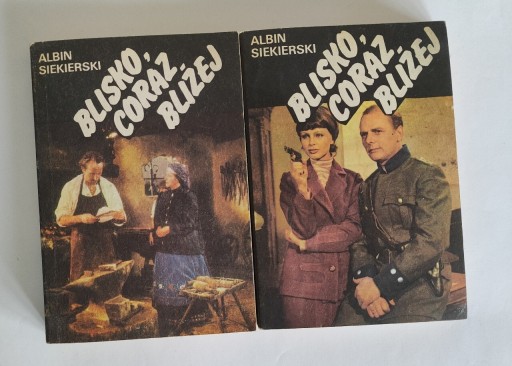 ALBIN
SIEKIERSKI
BLISKO,
CORAZ
BLIŻEJ
ALBIN
SIEKIERSKI
BLISKO,
CORAZ
BLIŻEJ